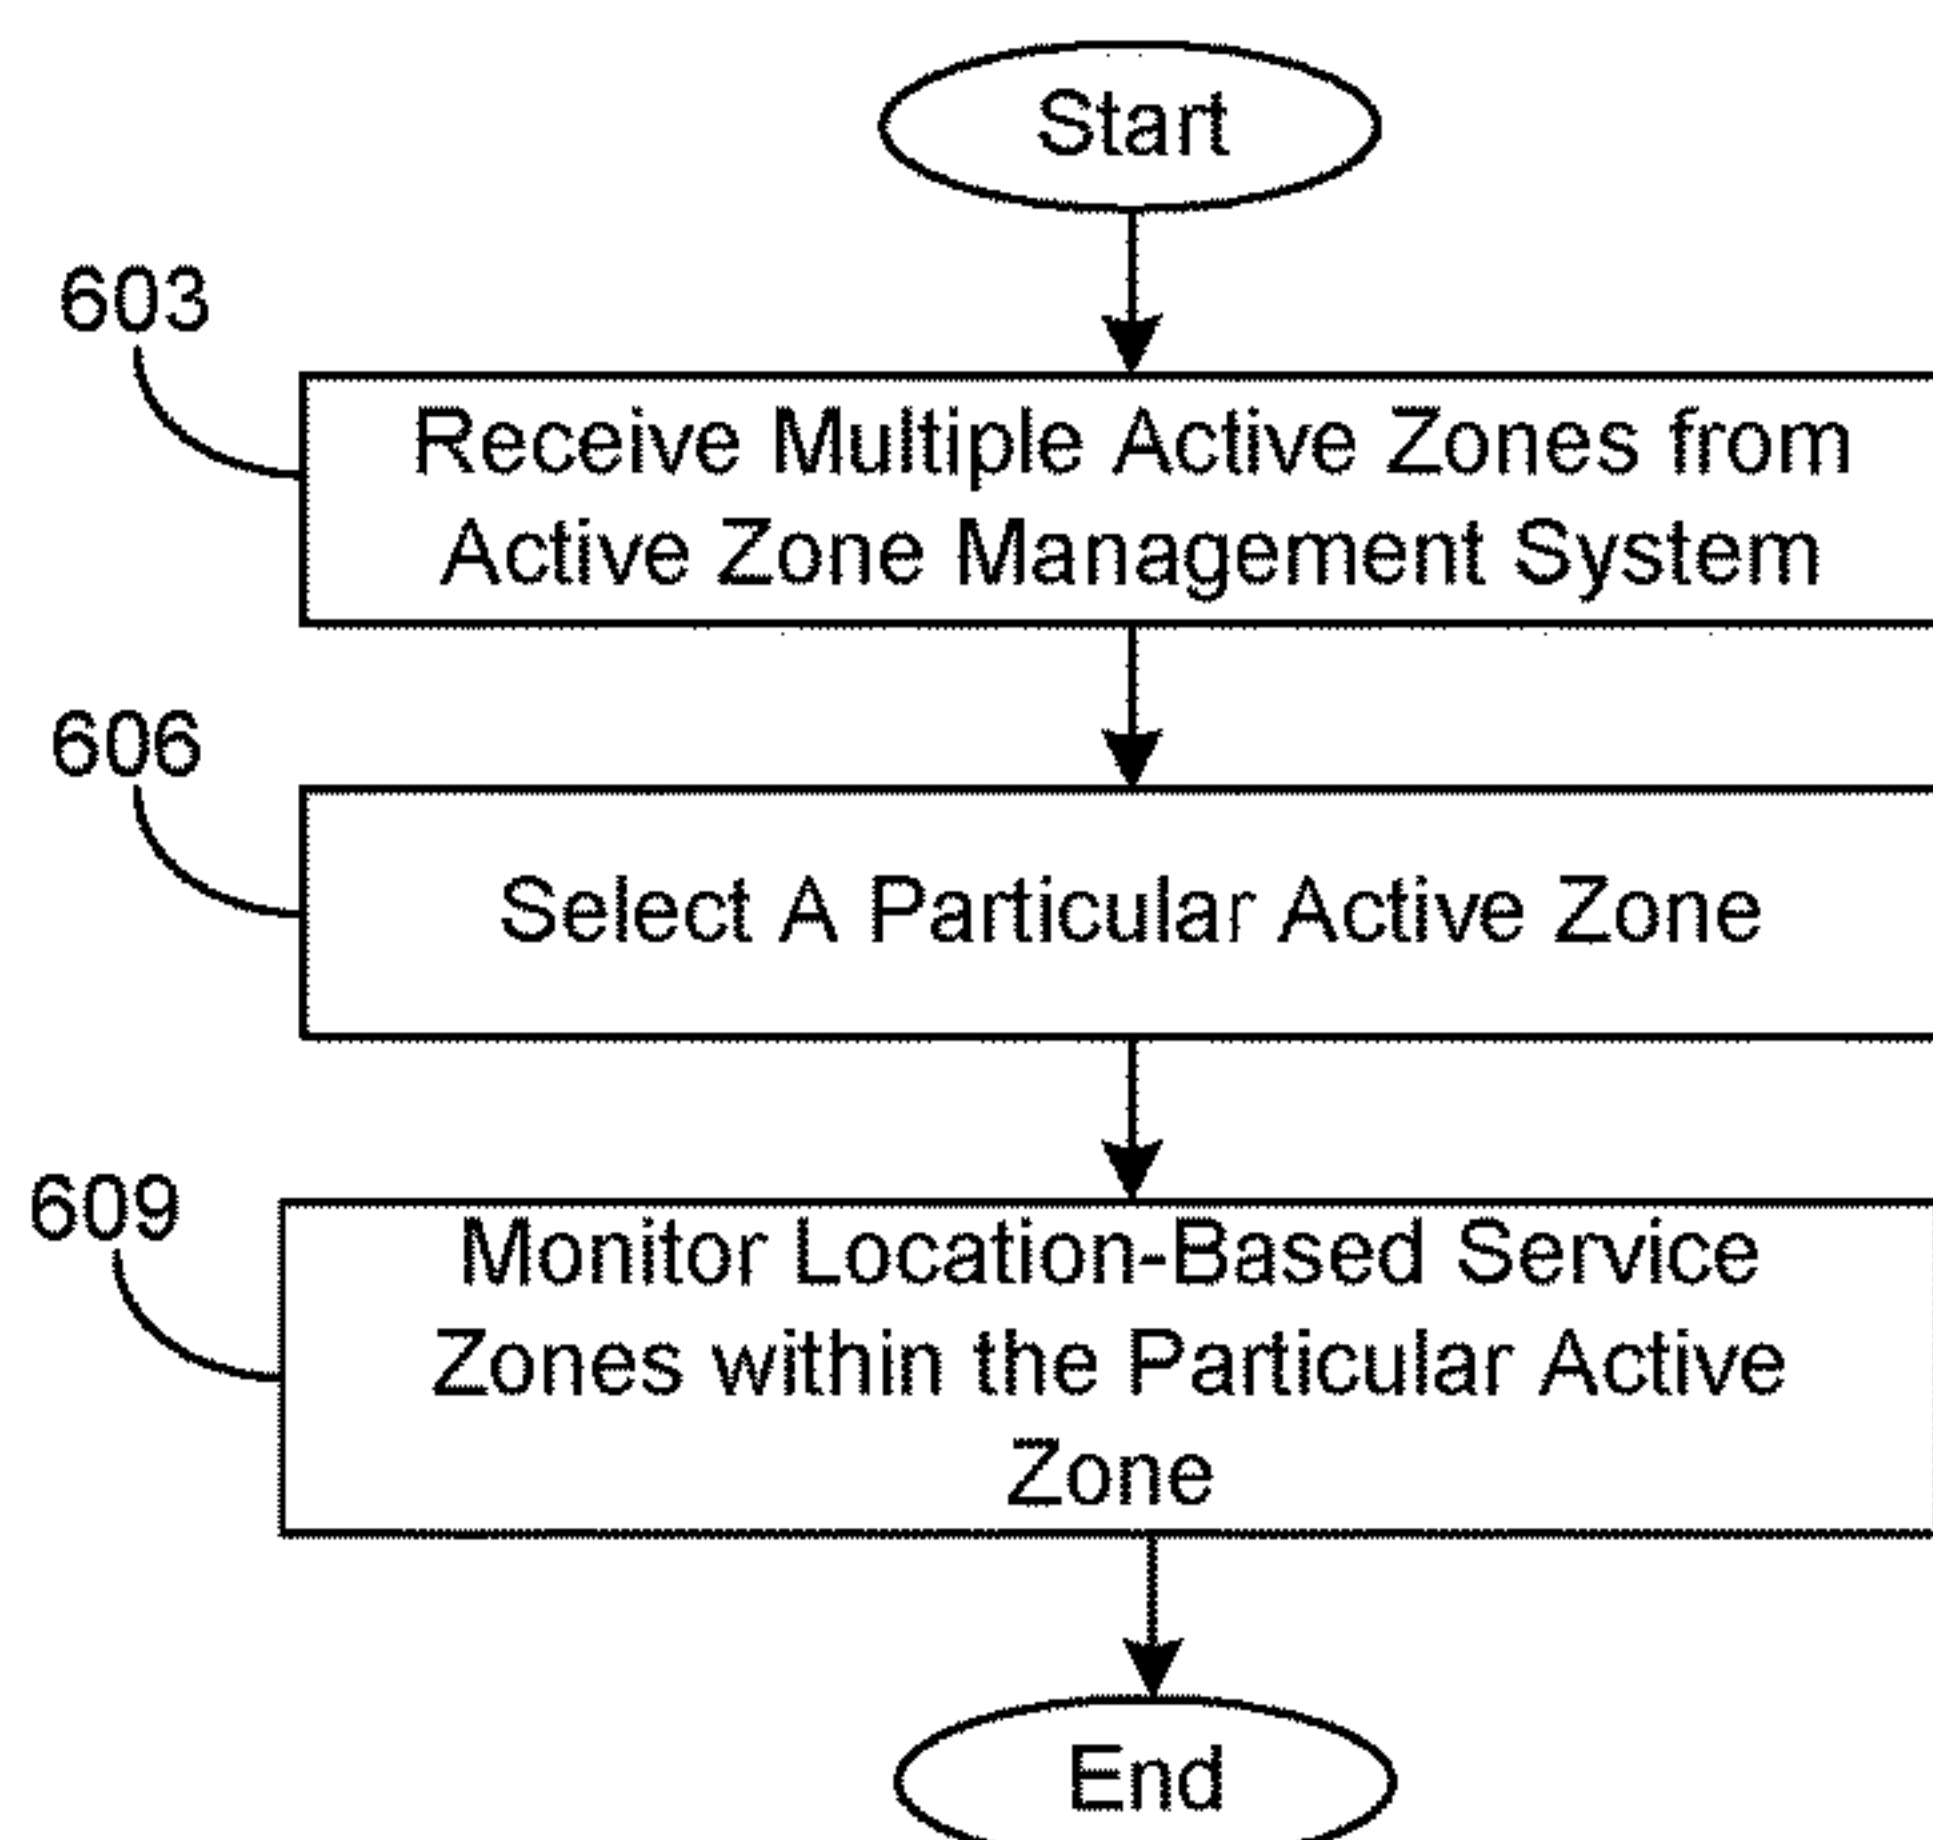 Start
603
Receive Multiple Active Zones from
Active Zone Management System
606
Select A Particular Active Zone
609
Monitor Location-Based Service
Zones within the Particular Active
Zone
End